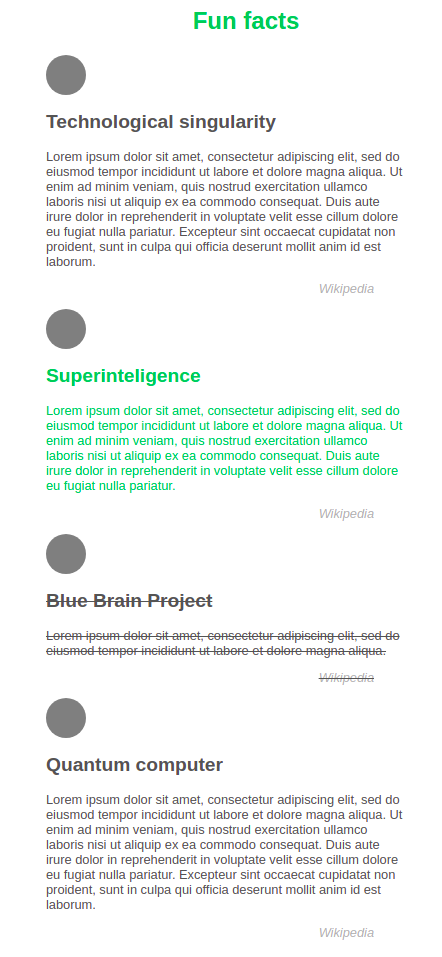 Fun facts
Technological singularity
Lorem ipsum dolor sit amet, consectetur adipiscing elit, sed do
eiusmod tempor incididunt ut labore et dolore magna aliqua. Ut
enim ad minim veniam, quis nostrud exercitation ullamco
laboris nisi ut aliquip ex ea commodo consequat. Duis aute
irure dolor in reprehenderit in voluptate velit esse cillum dolore
eu fugiat nulla pariatur. Excepteur sint occaecat cupidatat non
proident, sunt in culpa qui officia deserunt mollit anim id est
laborum.
Wikipedia
Superinteligence
Lorem ipsum dolor sit amet, consectetur adipiscing elit, sed do
eiusmod tempor incididunt ut labore et dolore magna aliqua. Ut
enim ad minim veniam, quis nostrud exercitation ullamco
laboris nisi ut aliquip ex ea commodo consequat. Duis aute
irure dolor in reprehenderit in voluptate velit esse cillum dolore
eu fugiat nulla pariatur.
Wikipedia
Blue Brain Project
Lorem ipsum dolor sit amet, consectetur adipiscing elit, sed do
eiusmod tempor incididunt ut labore et dolore magna aliqua.
Wikipedia
Quantum computer
Lorem ipsum dolor sit amet, consectetur adipiscing elit, sed do
eiusmod tempor incididunt ut labore et dolore magna aliqua. Ut
enim ad minim veniam, quis nostrud exercitation ullamco
laboris nisi ut aliquip ex ea commodo consequat. Duis aute
irure dolor in reprehenderit in voluptate velit esse cillum dolore
eu fugiat nulla pariatur. Excepteur sint occaecat cupidatat non
proident, sunt in culpa qui officia deserunt mollit anim id est
laborum.
Wikipedia